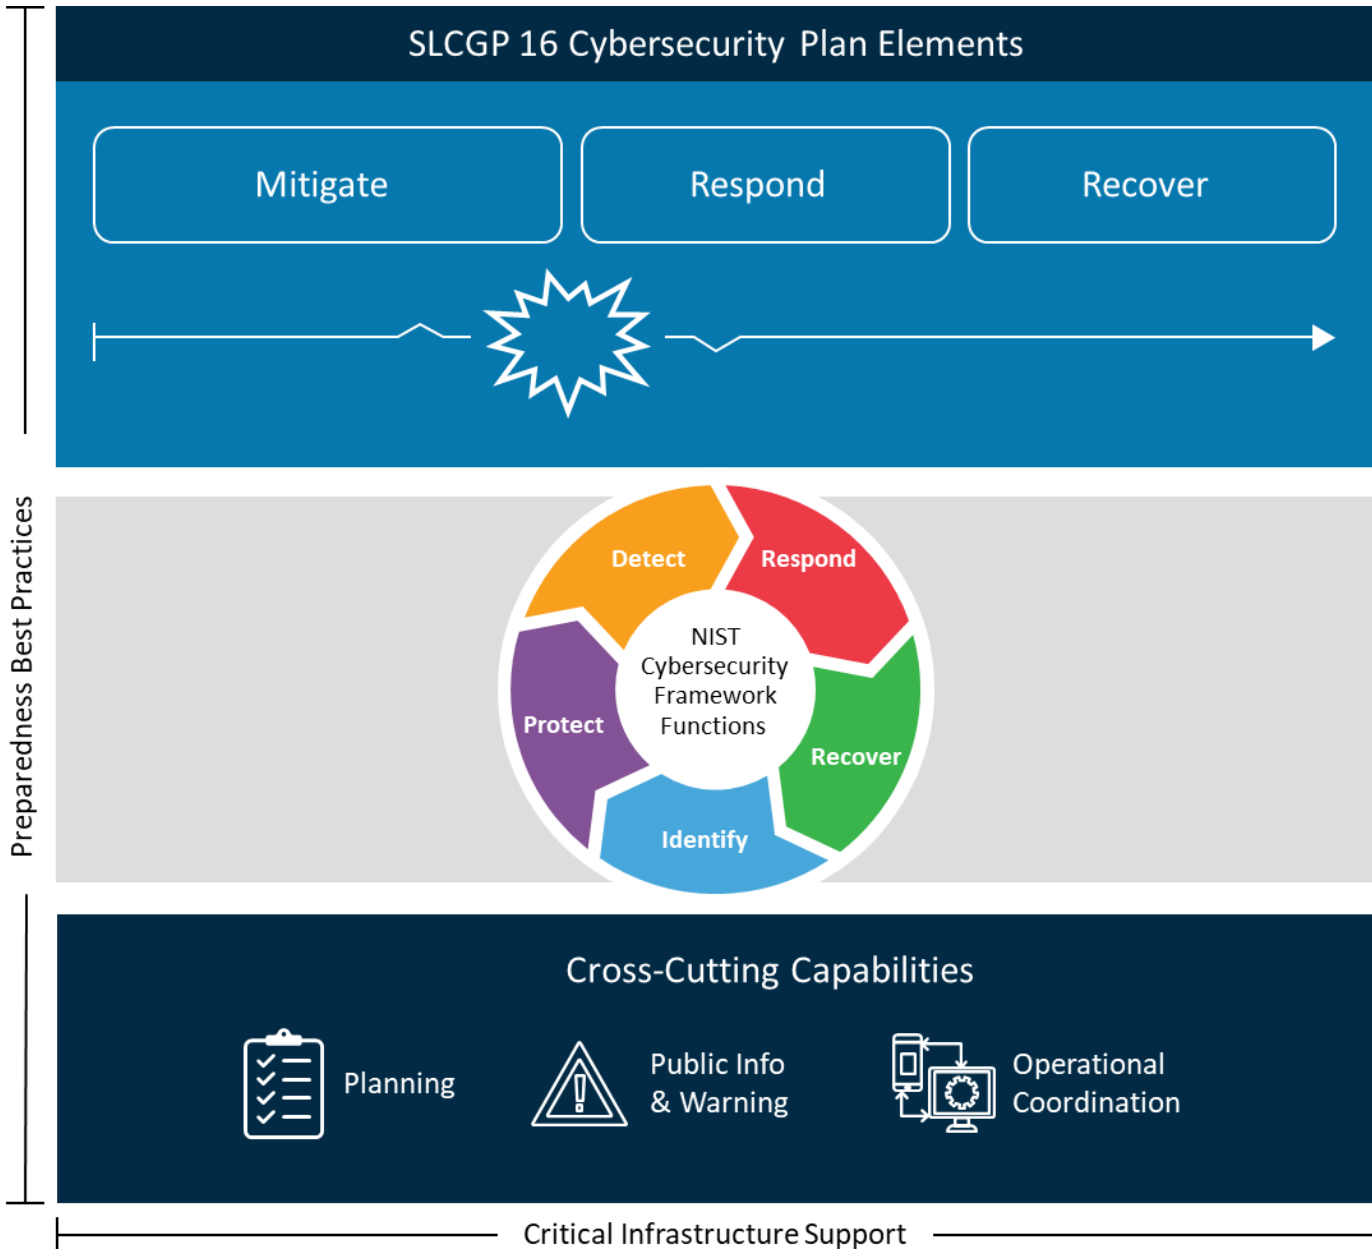 SLCGP 16 Cybersecurity Plan Elements
Mitigate
Respond
Recover
Preparedness Best Practices
Detect
Respond
NIST
Cybersecurity
Framework
Functions
Protect
Recover
Identify
Cross-Cutting Capabilities
Planning
Public Info
& Warning
Operational
Coordination
Critical Infrastructure Support